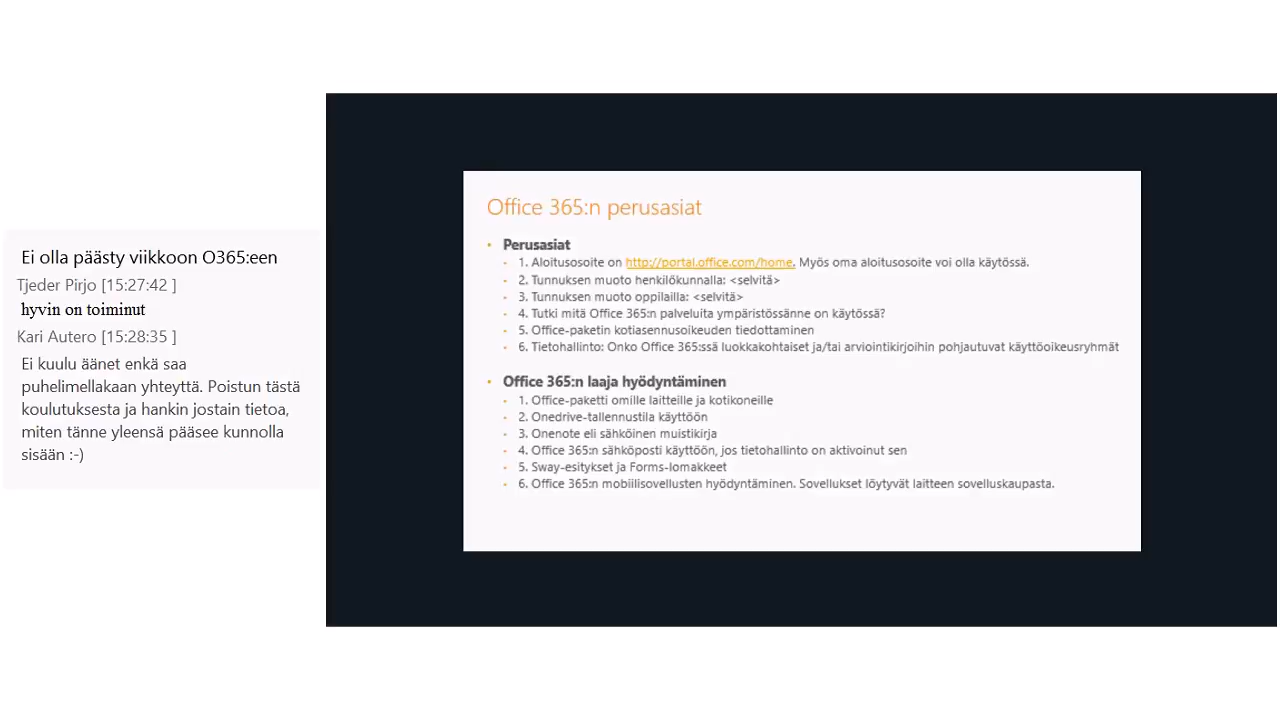 Ei olla päästy viikkoon O365:een
Tjeder Pirjo [15:27:42 ]
hyvin on toiminut
Kari Autero [15:28:35 ]
Ei kuulu äänet enkä saa
puhelimellakaan yhteyttä. Poistun tästä
koulutuksesta ja hankin jostain tietoa,
miten tänne yleensä pääsee kunnolla
sisään :-)
Office 365:n perusasiat
• Perusasiat
• 1. Aloitusosoite on http://portal.office.com/home. Myös oma aloitusosoite voi olla käytössä.
• 2. Tunnuksen muoto henkilökunnalla: <selvitä>
• 3. Tunnuksen muoto oppilailla: <selvitä>
• 4. Tutki mitä Office 365:n palveluita ympäristössänne on käytössä?
• 5. Office-paketin kotiasennusoikeuden tiedottaminen
• 6. Tietohallinto: Onko Office 365:ssä luokkakohtaiset ja/tai arviointikirjoihin pohjautuvat käyttöoikeusryhmät
• Office 365:n laaja hyödyntäminen
• 1. Office-paketti omille laitteille ja kotikoneille
• 2. Onedrive-tallennustila käyttöön
• 3. Onenote eli sähköinen muistikirja
• 4. Office 365:n sähköposti käyttöön, jos tietohallinto on aktivoinut sen
• 5. Sway-esitykset ja Forms-lomakkeet
• 6. Office 365:n mobiilisovellusten hyödyntäminen. Sovellukset löytyvät laitteen sovelluskaupasta.